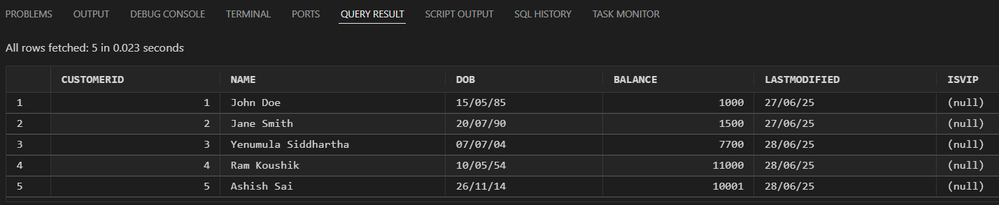 PROBLEMS OUTPUT DEBUG CONSOLE TERMINAL PORTS QUERY RESULT SCRIPT OUTPUT SQL HISTORY TASK MONITOR
All rows fetched: 5 in 0.023 seconds
CUSTOMERID NAME DOB BALANCE LASTMODIFIED ISVIP
1 1 John Doe 15/05/85 1000 27/06/25 (null)
2 2 Jane Smith 20/07/90 1500 27/06/25 (null)
3 3 Yenumula Siddhartha 07/07/04 7700 28/06/25 (null)
4 4 Ram Koushik 10/05/54 11000 28/06/25 (null)
5 5 Ashish Sai 26/11/14 10001 28/06/25 (null)